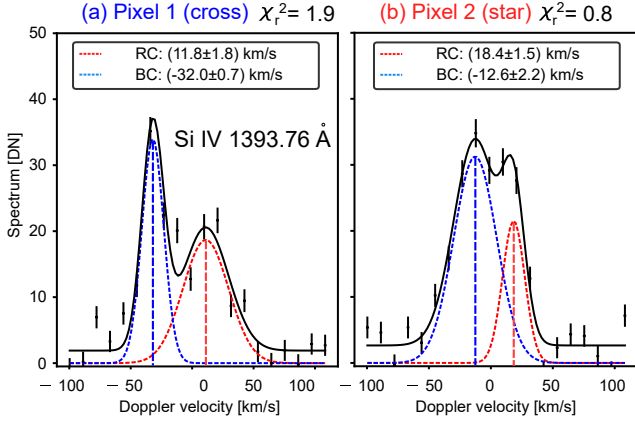 (a) Pixel 1 (cross) χr²= 1.9
(b) Pixel 2 (star) χr²= 0.8
RC: (11.8±1.8) km/s
BC: (-32.0±0.7) km/s
RC: (18.4±1.5) km/s
BC: (-12.6±2.2) km/s
Si IV 1393.76 Å
Spectrum [DN]
50
40
30
20
10
0
−100 −50 0 50 100
−100 −50 0 50 100
Doppler velocity [km/s]
Doppler velocity [km/s]